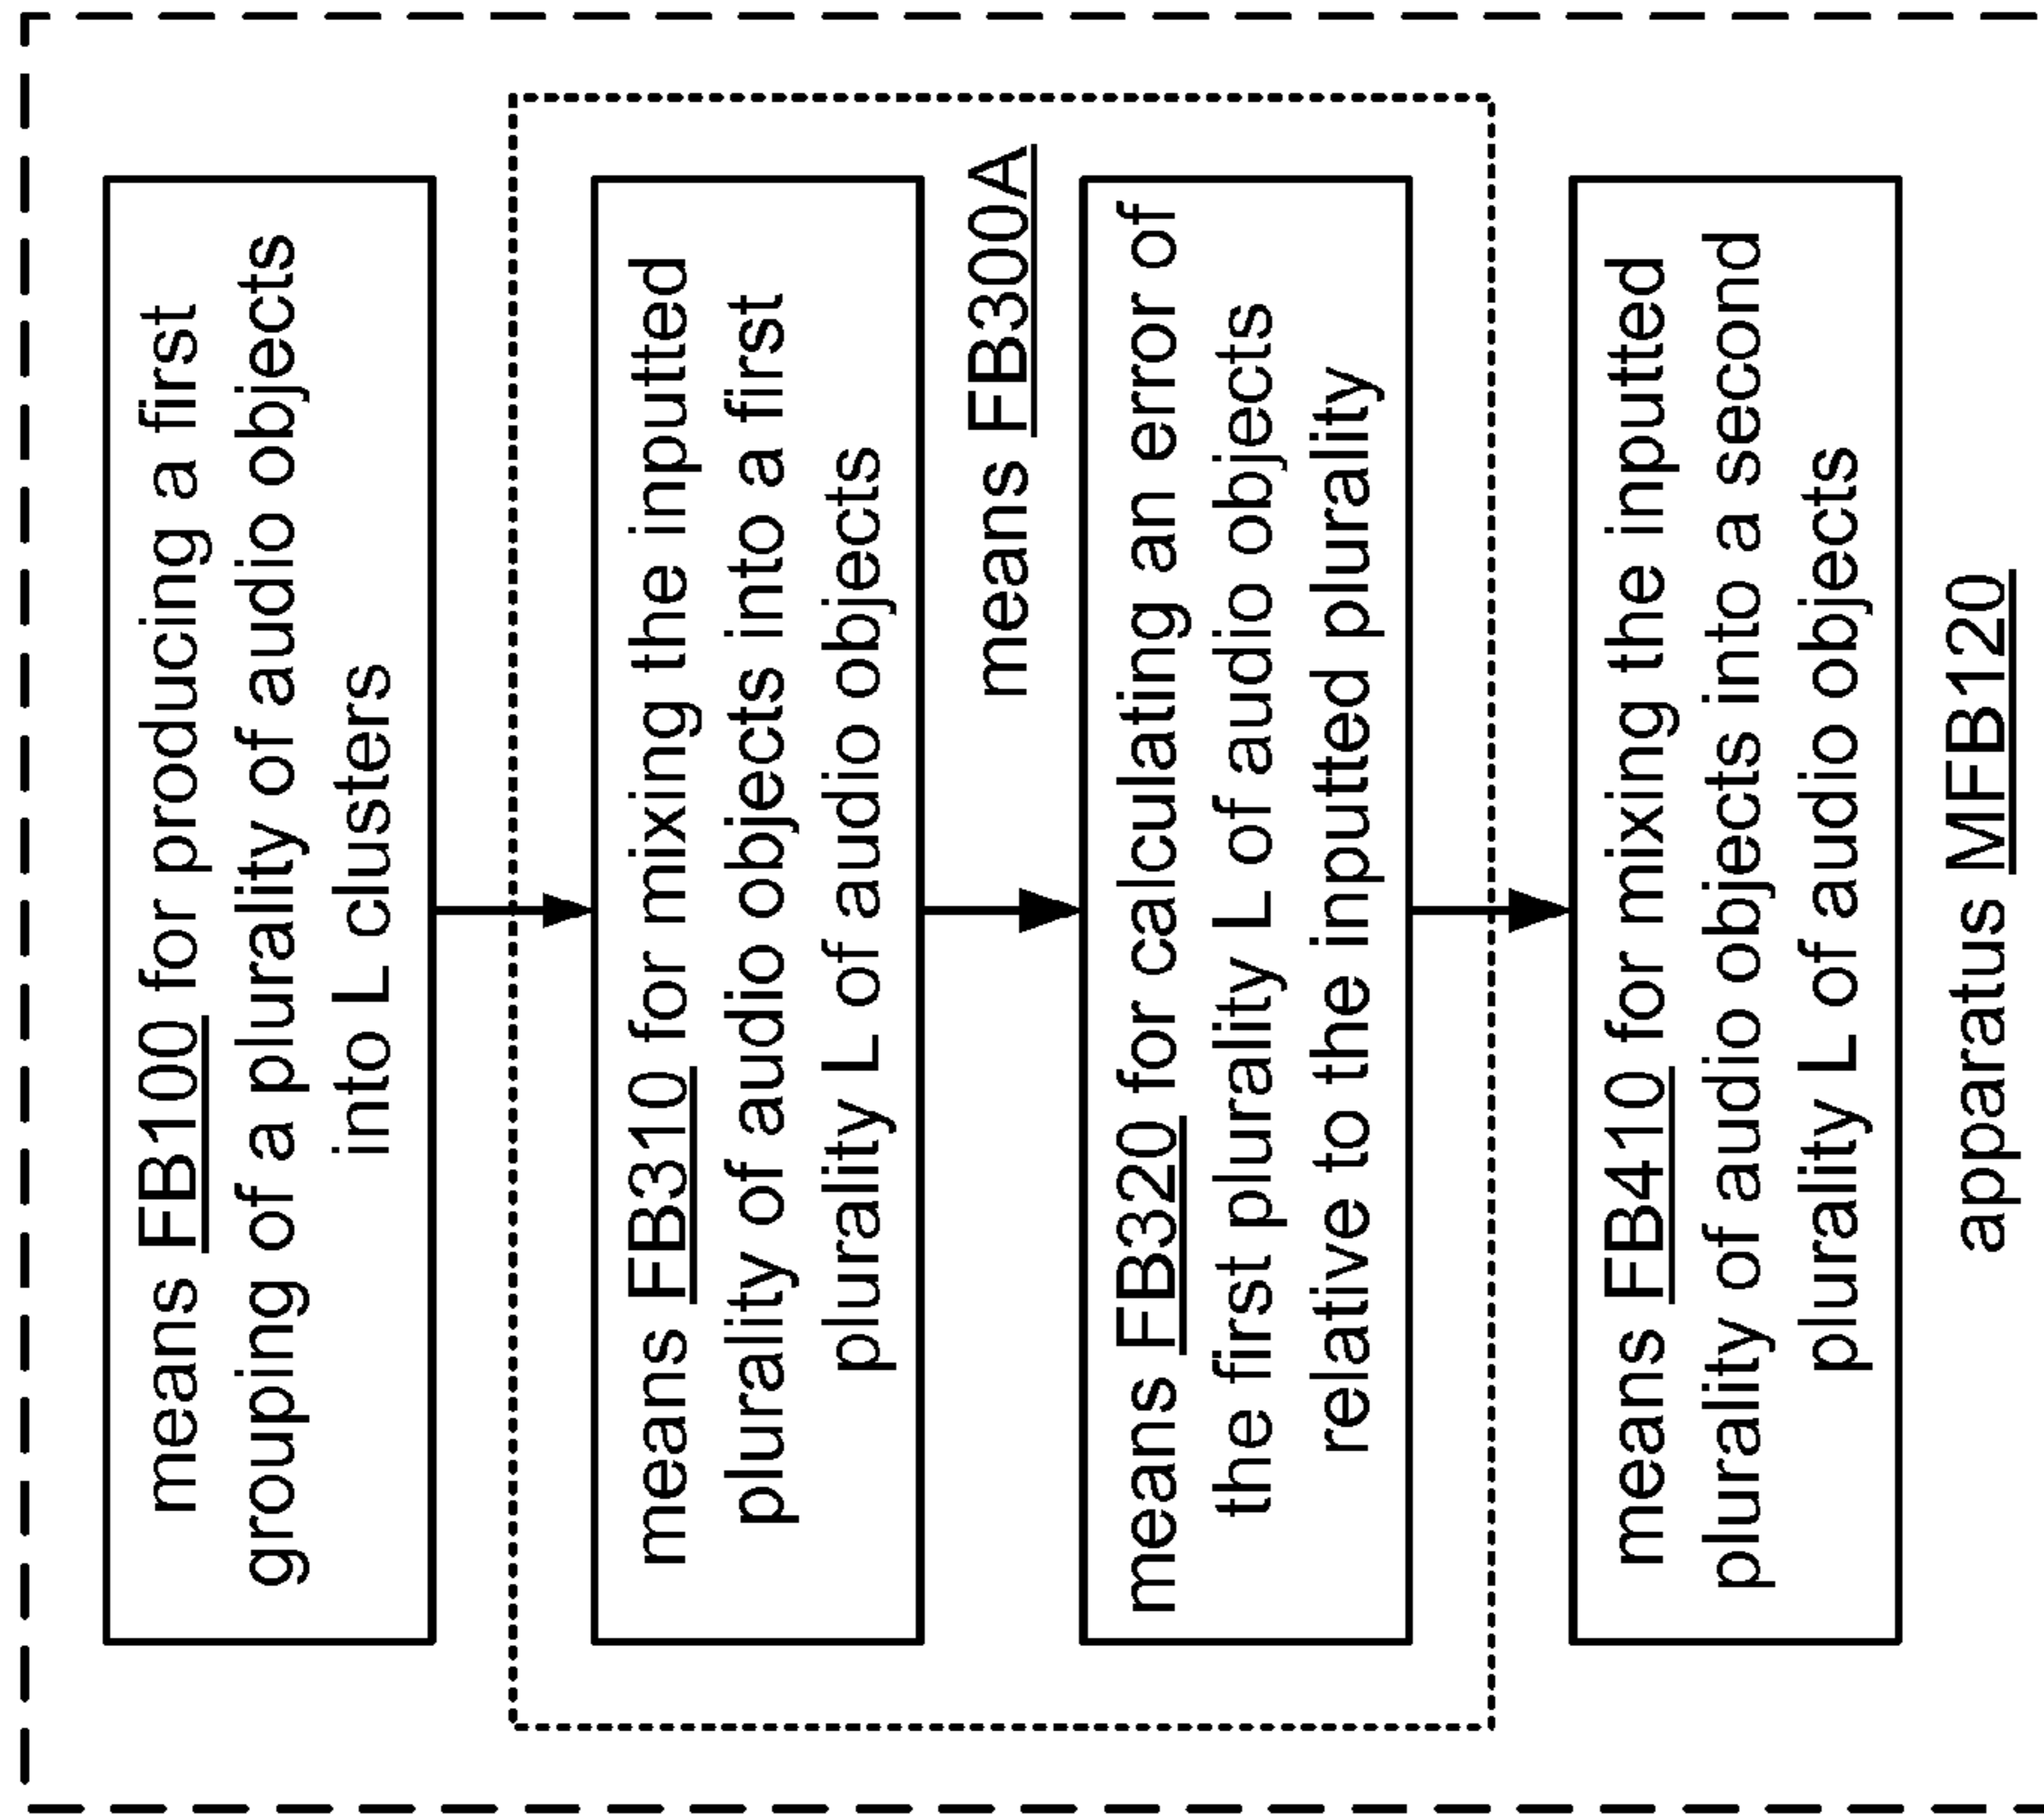 means FB100 for producing a first
grouping of a plurality of audio objects
into L clusters
means FB310 for mixing the inputted
plurality of audio objects into a first
plurality L of audio objects
means FB300A
means FB320 for calculating an error of
the first plurality L of audio objects
relative to the inputted plurality
means FB410 for mixing the inputted
plurality of audio objects into a second
plurality L of audio objects
apparatus MFB120